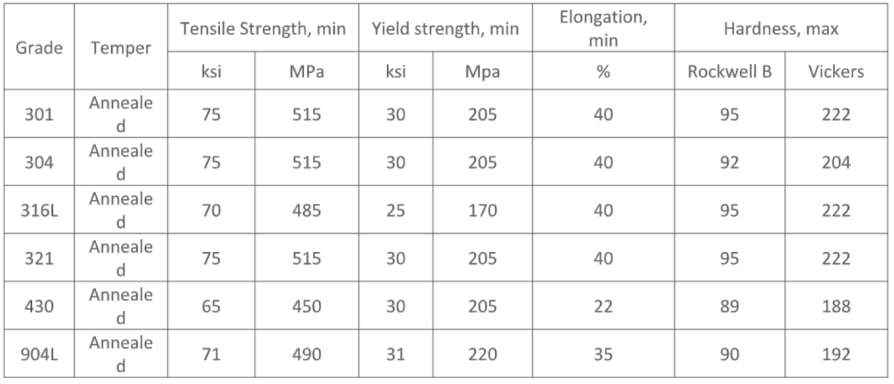 Grade Temper Tensile Strength, min Yield strength, min Elongation, min Hardness, max
ksi MPa ksi Mpa % Rockwell B Vickers
301 Annealed 75 515 30 205 40 95 222
304 Annealed 75 515 30 205 40 92 204
316L Annealed 70 485 25 170 40 95 222
321 Annealed 75 515 30 205 40 95 222
430 Annealed 65 450 30 205 22 89 188
904L Annealed 71 490 31 220 35 90 192